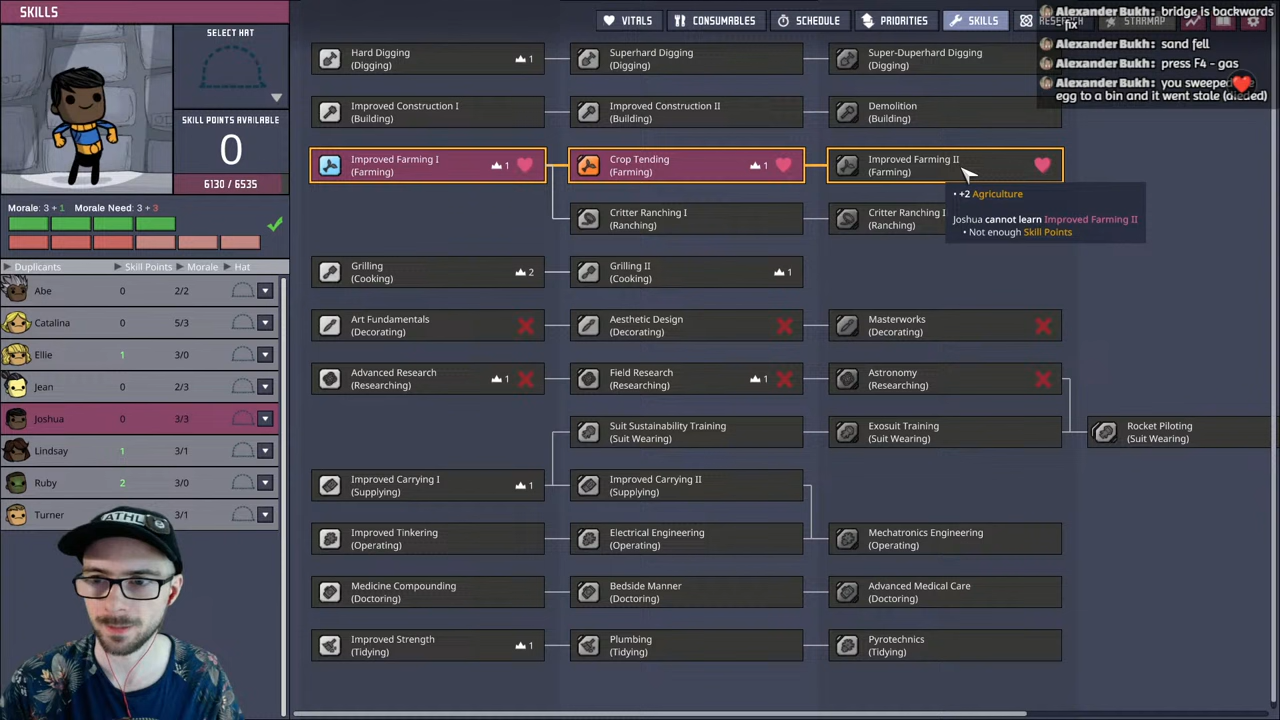 SKILLS
VITALS
CONSUMABLES
SCHEDULE
PRIORITIES
SKILLS
STARMAP
Alexander Bukh: bridge is backwards
- fix
Alexander Bukh: sand fell
Alexander Bukh: press F4 - gas
Alexander Bukh: you sweeped
egg to a bin and it went stale (dieded)
SELECT HAT
SKILL POINTS AVAILABLE
0
6130 / 6535
Morale: 3 + 1 Morale Need: 3 + 3
Duplicants Skill Points Morale Hat
Abe 0 2/2
Catalina 0 5/3
Ellie 1 3/0
Jean 0 2/3
Joshua 0 3/3
Lindsay 1 3/1
Ruby 2 3/0
Turner 3/1
ATHL
Hard Digging
(Digging)
1
Superhard Digging
(Digging)
Super-Duperhard Digging
(Digging)
Improved Construction I
(Building)
Improved Construction II
(Building)
Demolition
(Building)
Improved Farming I
(Farming)
1
Crop Tending
(Farming)
1
Improved Farming II
(Farming)
• +2 Agriculture
Joshua cannot learn Improved Farming II
• Not enough Skill Points
Critter Ranching I
(Ranching)
Critter Ranching
(Ranching)
Grilling
(Cooking)
2
Grilling II
(Cooking)
1
Art Fundamentals
(Decorating)
Aesthetic Design
(Decorating)
Masterworks
(Decorating)
Advanced Research
(Researching)
1
Field Research
(Researching)
1
Astronomy
(Researching)
Suit Sustainability Training
(Suit Wearing)
Exosuit Training
(Suit Wearing)
Rocket Piloting
(Suit Wearing)
Improved Carrying I
(Supplying)
1
Improved Carrying II
(Supplying)
Improved Tinkering
(Operating)
Electrical Engineering
(Operating)
Mechatronics Engineering
(Operating)
Medicine Compounding
(Doctoring)
Bedside Manner
(Doctoring)
Advanced Medical Care
(Doctoring)
Improved Strength
(Tidying)
1
Plumbing
(Tidying)
Pyrotechnics
(Tidying)